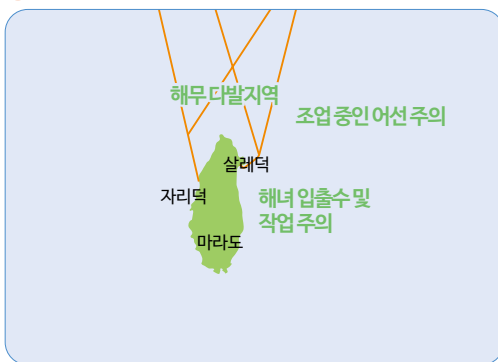 해무 다발지역
조업 중인 어선 주의
살레덕
자리덕
해녀 입출수 및
작업 주의
마라도